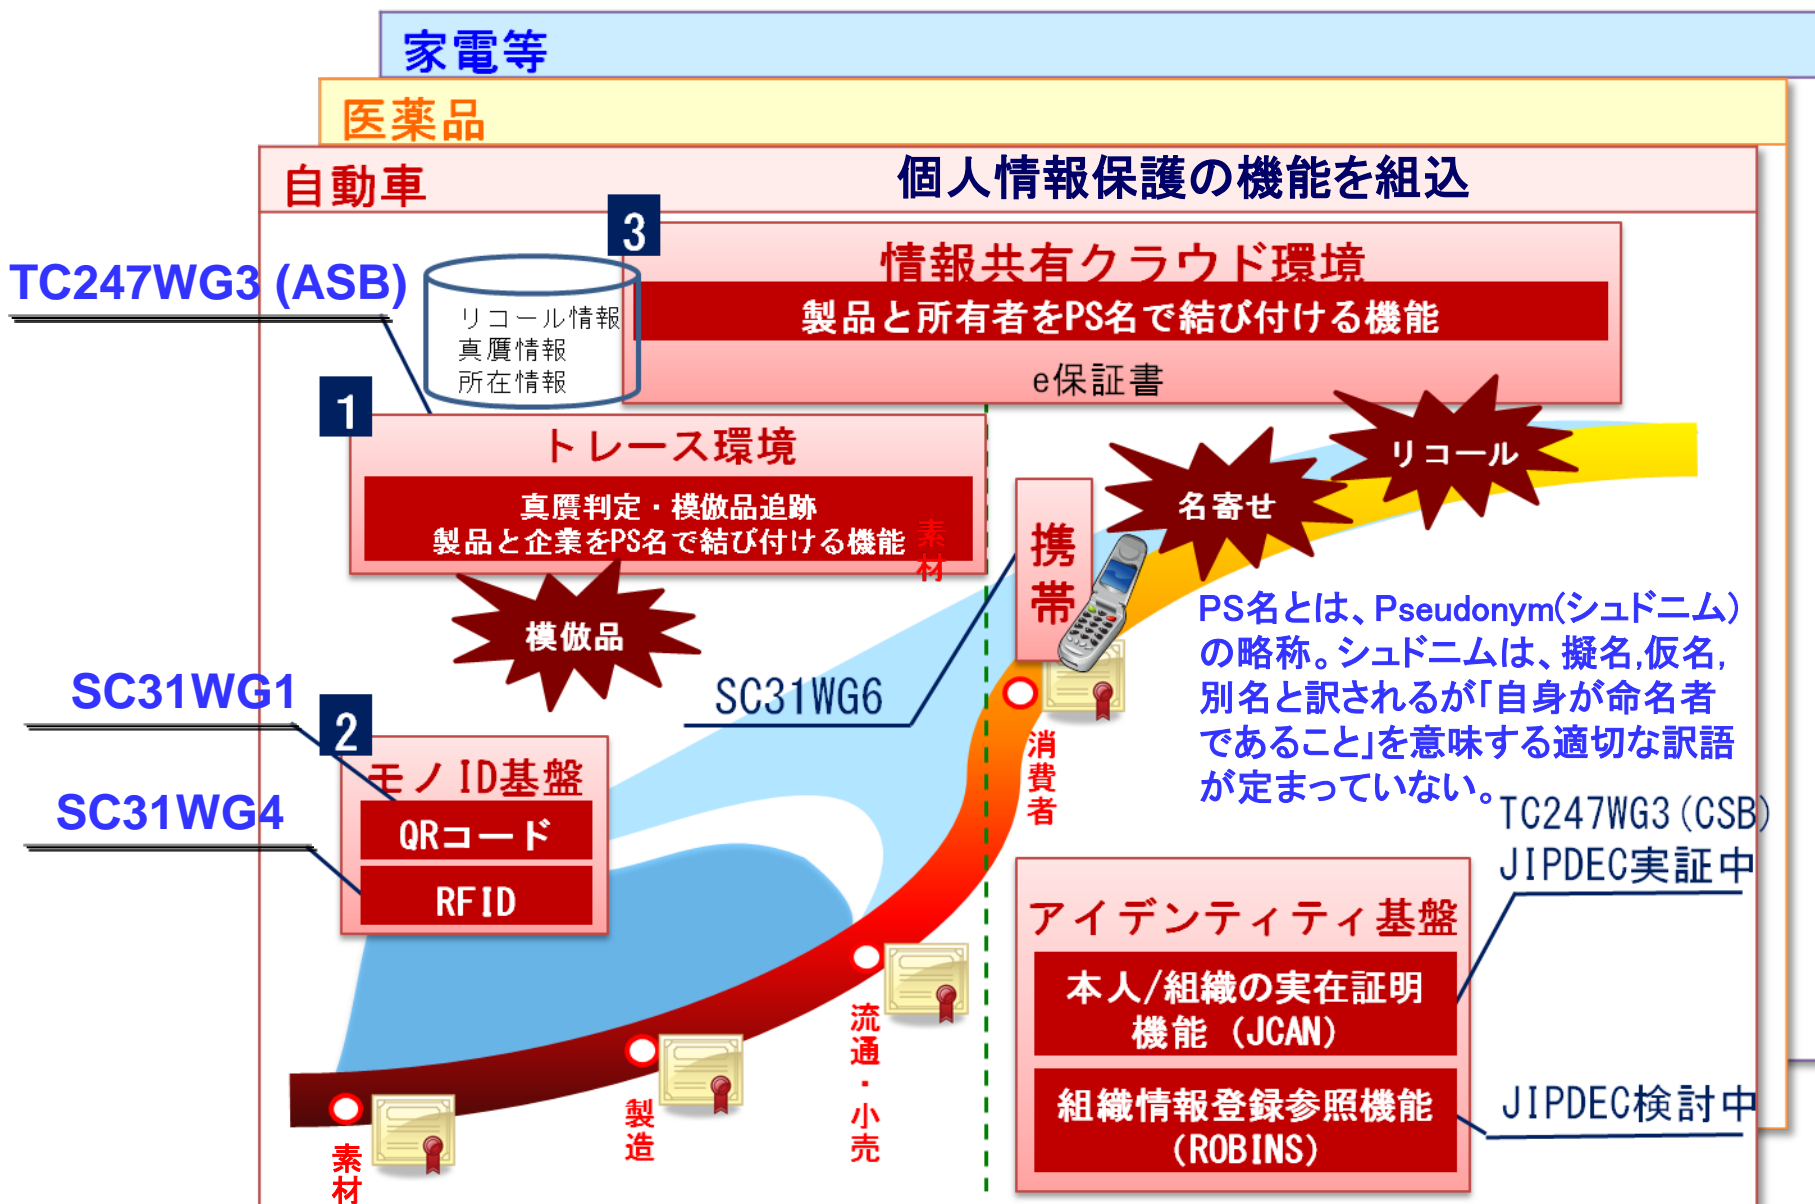 家電等
医薬品
自動車
個人情報保護の機能を組込
3
情報共有クラウド環境
製品と所有者をPS名で結び付ける機能
e保証書
TC247WG3 (ASB)
リコール情報
真贋情報
所在情報
1
トレース環境
真贋判定・模倣品追跡
製品と企業をPS名で結び付ける機能
素材
模倣品
携帯
名寄せ
リコール
PS名とは、Pseudonym(シュドニム)
の略称。シュドニムは、擬名,仮名,
別名と訳されるが「自身が命名者
であること」を意味する適切な訳語
が定まっていない。
SC31WG6
SC31WG1
2
モノID基盤
QRコード
RFID
SC31WG4
消費者
TC247WG3(CSB)
JIPDEC実証中
アイデンティティ基盤
本人/組織の実在証明
機能 (JCAN)
組織情報登録参照機能
(ROBINS)
JIPDEC検討中
流通・小売
製造
素材